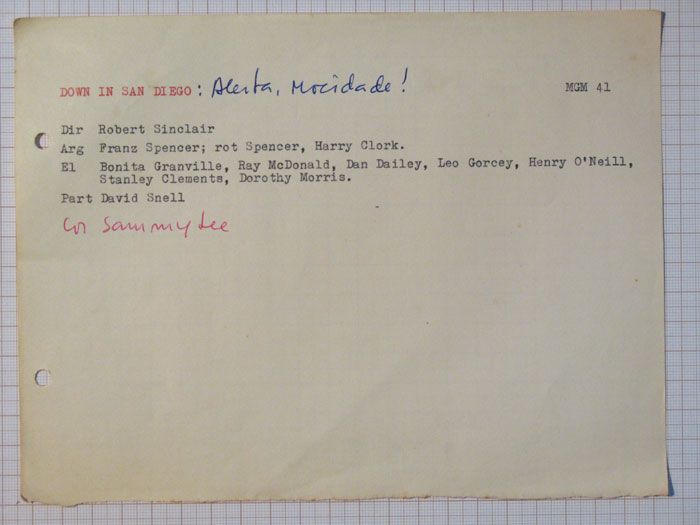 DOWN IN SAN DIEGO : Alerta, Mocidade! MGM 41
Dir Robert Sinclair
Arg Franz Spencer; rot Spencer, Harry Clork.
El Bonita Granville, Ray McDonald, Dan Dailey, Leo Gorcey, Henry O'Neill,
Stanley Clements, Dorothy Morris.
Part David Snell
Cor Sammy Lee